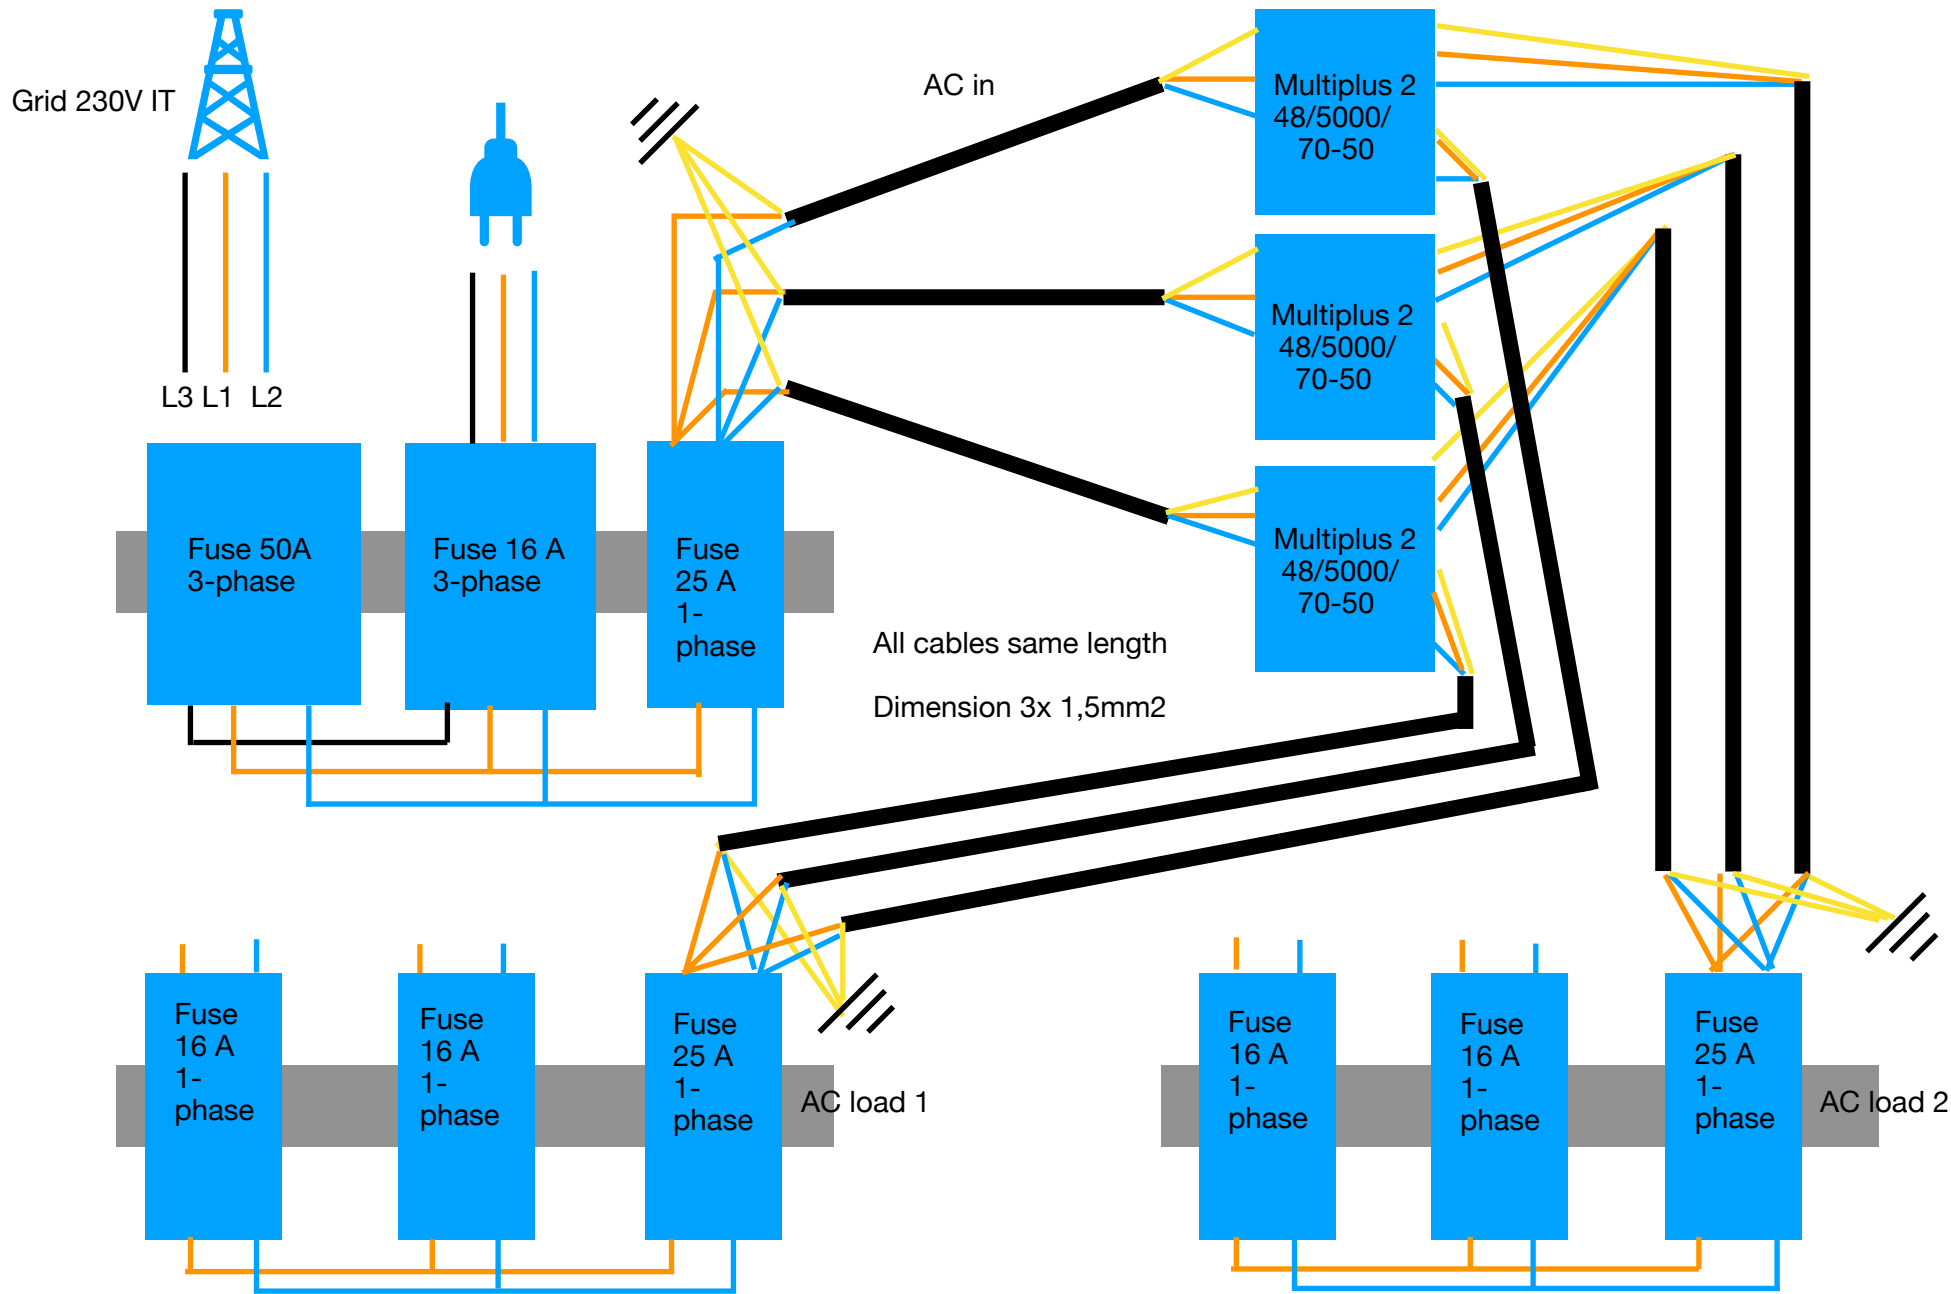 Grid 230V IT
L3 L1 L2
AC in
Multiplus 2
48/5000/
70-50
Multiplus 2
48/5000/
70-50
Multiplus 2
48/5000/
70-50
Fuse 50A
3-phase
Fuse 16 A
3-phase
Fuse
25 A
1-
phase
All cables same length
Dimension 3x 1,5mm2
Fuse
16 A
1-
phase
Fuse
16 A
1-
phase
Fuse
25 A
1-
phase
AC load 1
Fuse
16 A
1-
phase
Fuse
16 A
1-
phase
Fuse
25 A
1-
phase
AC load 2